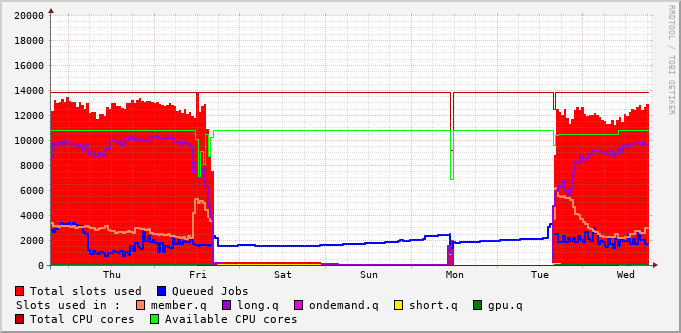 20000
18000
16000
14000
12000
10000
8000
6000
4000
2000
0
Thu Fri Sat Sun Mon Tue Wed
RRDTOOL / TOBI OETIKER
Total slots used Queued Jobs
Slots used in : member.q long.q ondemand.q short.q gpu.q
Total CPU cores Available CPU cores